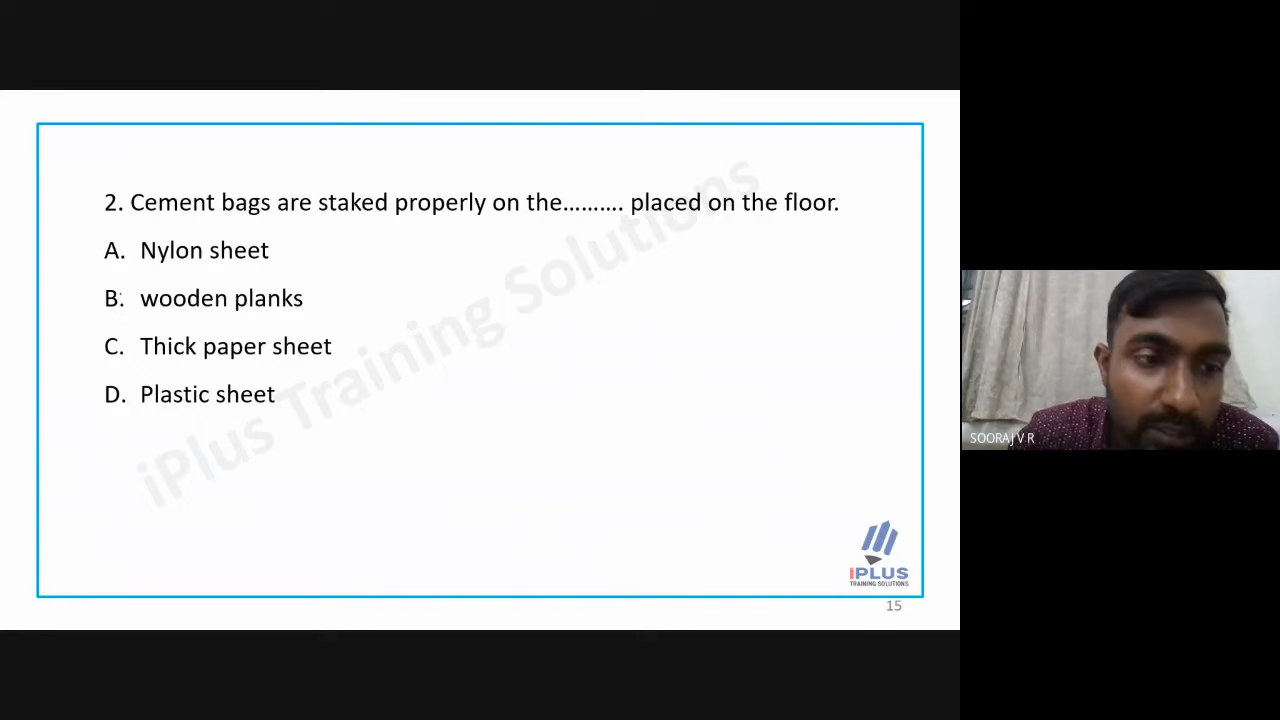 2. Cement bags are staked properly on the.......... placed on the floor.
A. Nylon sheet
B. wooden planks
C. Thick paper sheet
D. Plastic sheet
iPlus Training Solutions
IPLUS
TRAINING SOLUTIONS
15
SOORAJ V R